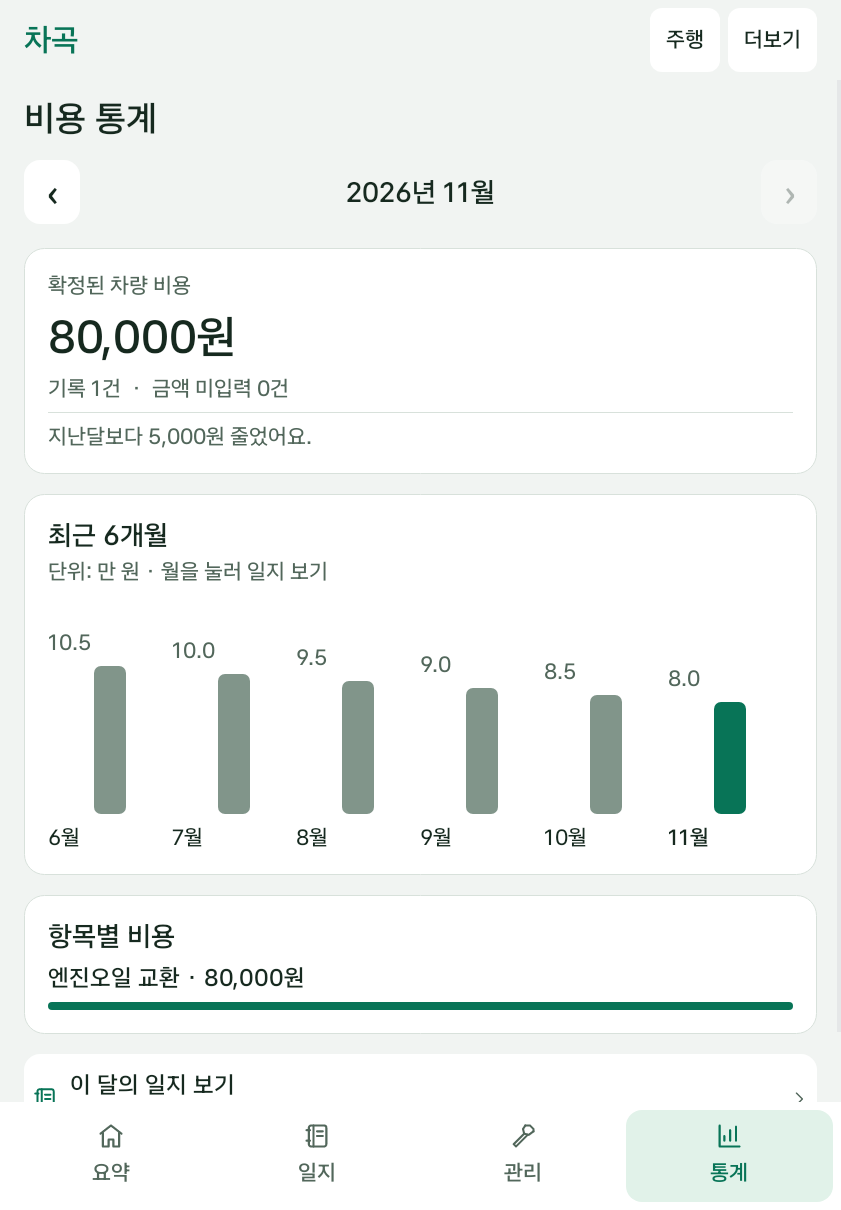 차곡
주행
더보기
비용 통계
2026년 11월
확정된 차량 비용
80,000원
기록 1건 · 금액 미입력 0건
지난달보다 5,000원 줄었어요.
최근 6개월
단위: 만 원 · 월을 눌러 일지 보기
10.5 10.0 9.5 9.0 8.5 8.0
6월 7월 8월 9월 10월 11월
항목별 비용
엔진오일 교환 · 80,000원
이 달의 일지 보기
요약
일지
관리
통계